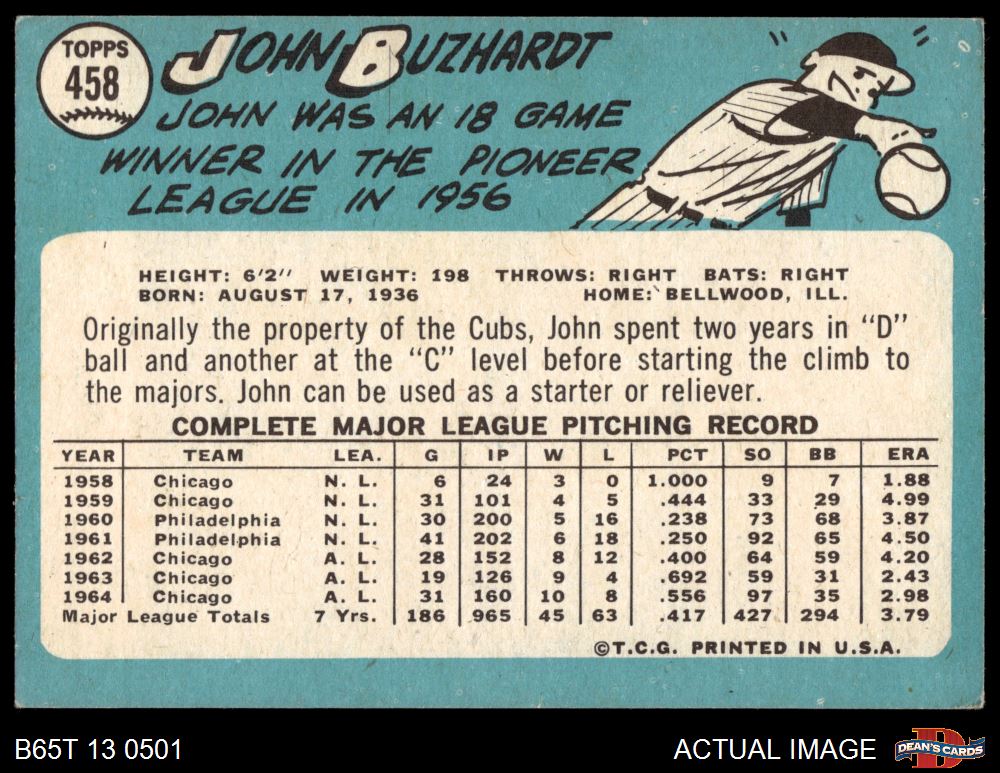 TOPPS
458
JOHN BUZHARDT
JOHN WAS AN 18 GAME
WINNER IN THE PIONEER
LEAGUE IN 1956
HEIGHT: 6'2" WEIGHT: 198 THROWS: RIGHT BATS: RIGHT
BORN: AUGUST 17, 1936 HOME: BELLWOOD, ILL.
Originally the property of the Cubs, John spent two years in "D"
ball and another at the "C" level before starting the climb to
the majors. John can be used as a starter or reliever.
COMPLETE MAJOR LEAGUE PITCHING RECORD
YEAR TEAM LEA. G IP W L PCT SO BB ERA
1958 Chicago N. L. 6 24 3 0 1.000 9 7 1.88
1959 Chicago N. L. 31 101 4 5 .444 33 29 4.99
1960 Philadelphia N. L. 30 200 5 16 .238 73 68 3.87
1961 Philadelphia N. L. 41 202 6 18 .250 92 65 4.50
1962 Chicago A. L. 28 152 8 12 .400 64 59 4.20
1963 Chicago A. L. 19 126 9 4 .692 59 31 2.43
1964 Chicago A. L. 31 160 10 8 .556 97 35 2.98
Major League Totals 7 Yrs. 186 965 45 63 .417 427 294 3.79
©T.C.G. PRINTED IN U.S.A.
B65T 13 0501 ACTUAL IMAGE D DEAN'S CARDS